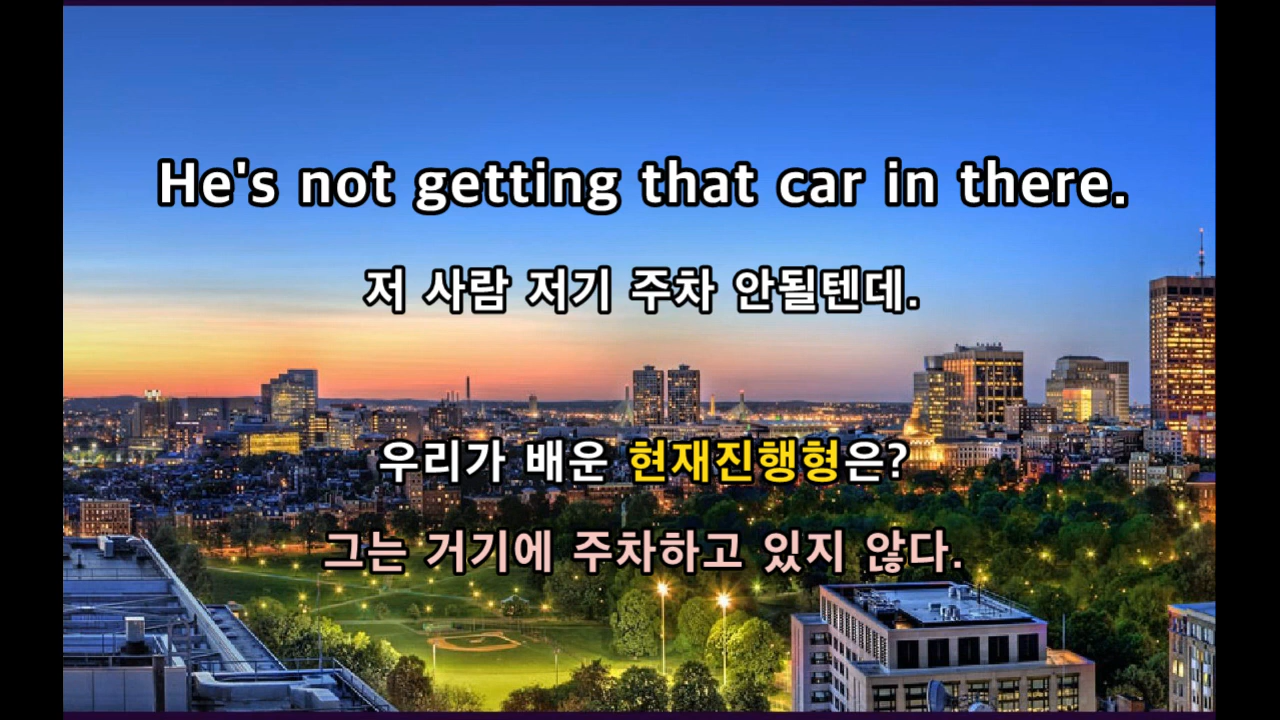 He's not getting that car in there.
저 사람 저기 주차 안될텐데.
우리가 배운 현재진행형은?
그는 거기에 주차하고 있지 않다.